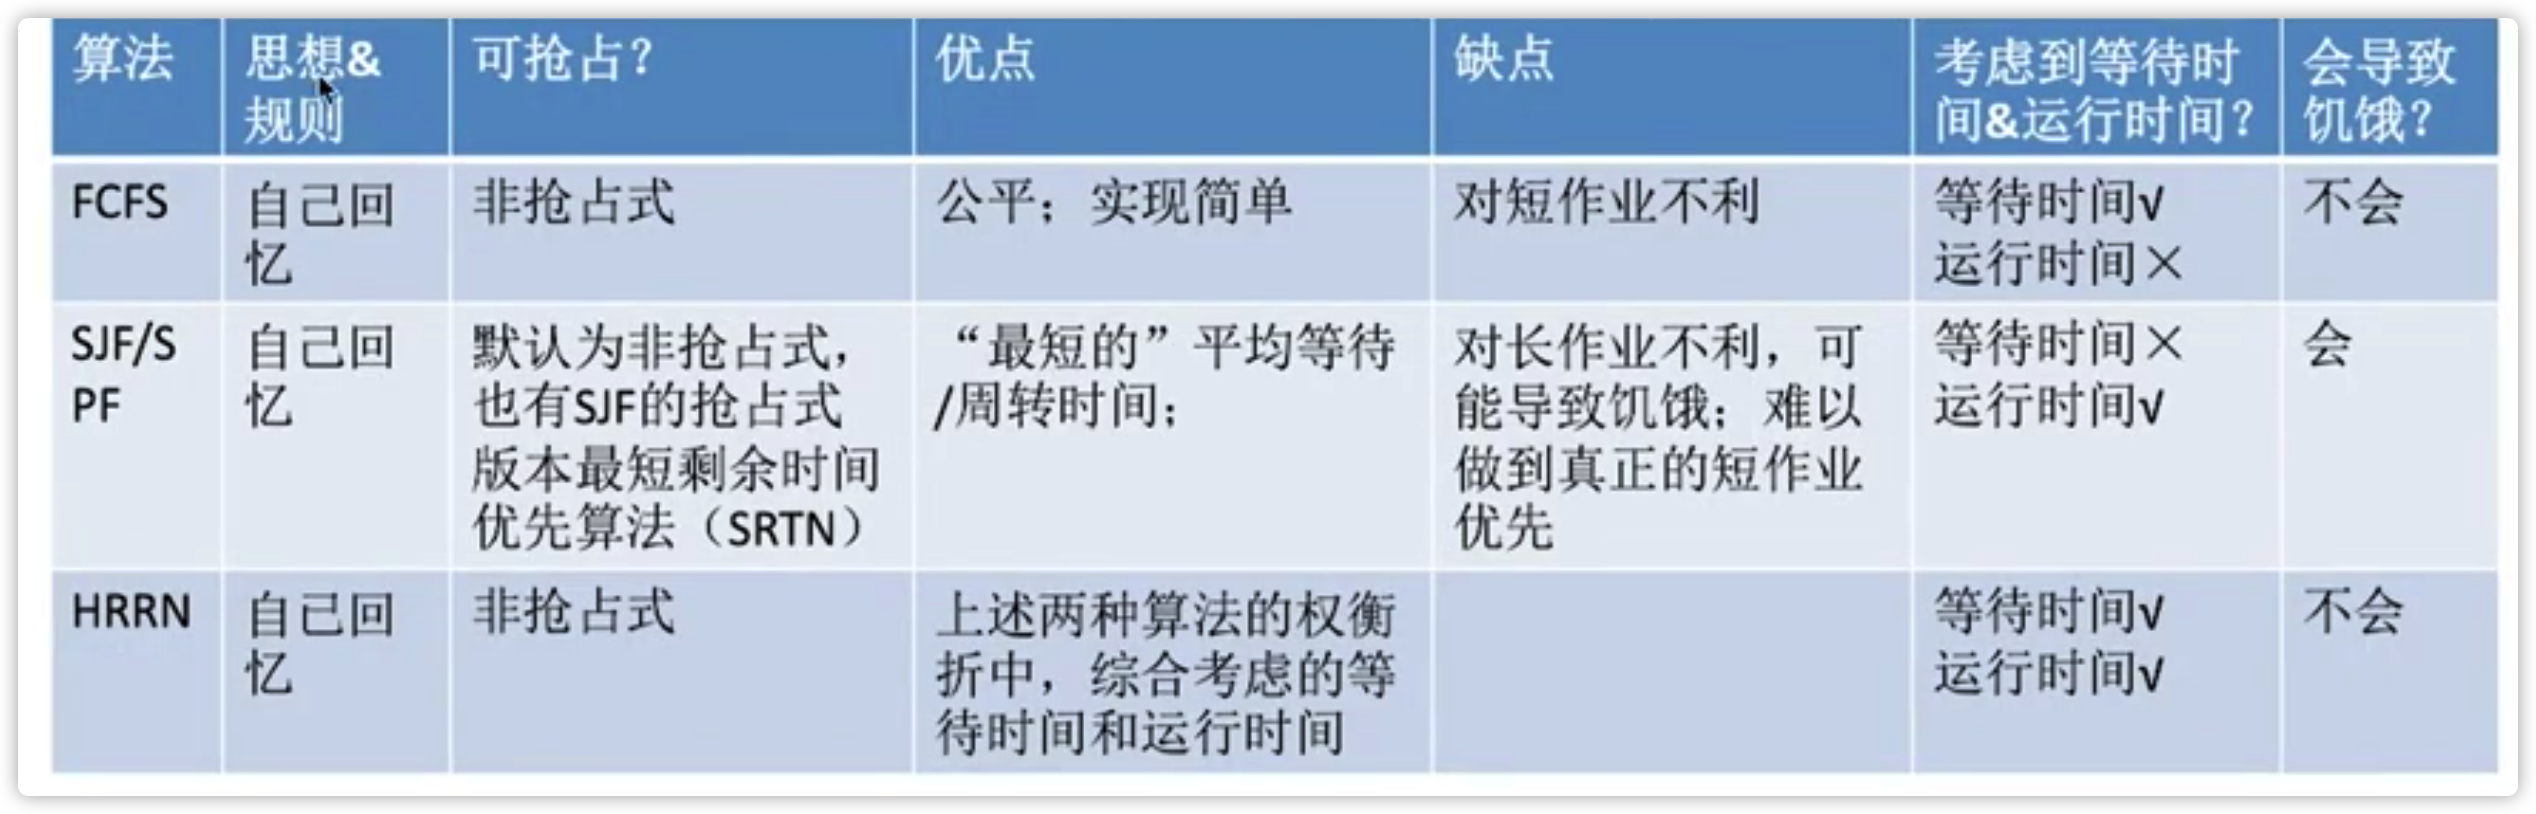 算法
思想&
规则
可抢占？
优点
缺点
考虑到等待时
间&运行时间？
会导致
饥饿？
FCFS
自己回
忆
非抢占式
公平；实现简单
对短作业不利
等待时间√
运行时间×
不会
SJF/S
PF
自己回
忆
默认为非抢占式，
也有SJF的抢占式
版本最短剩余时间
优先算法（SRTN）
“最短的”平均等待
/周转时间；
对长作业不利，可
能导致饥饿；难以
做到真正的短作业
优先
等待时间×
运行时间√
会
HRRN
自己回
忆
非抢占式
上述两种算法的权衡
折中，综合考虑的等
待时间和运行时间
等待时间√
运行时间√
不会